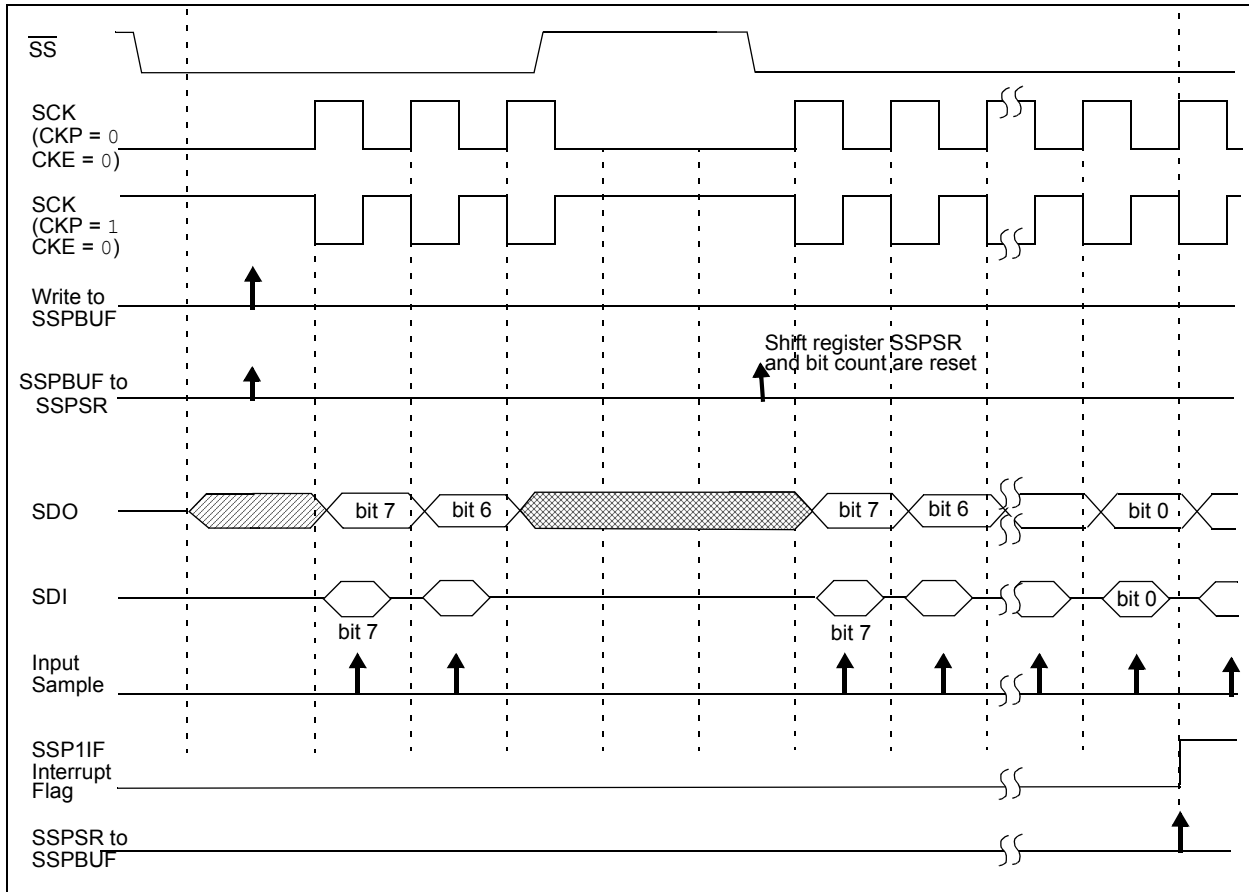 SS
SCK
(CKP = 0
CKE = 0)
SCK
(CKP = 1
CKE = 0)
Write to
SSPBUF
Shift register SSPSR
and bit count are reset
SSPBUF to
SSPSR
SDO
bit 7
bit 6
bit 7
bit 6
bit 0
SDI
bit 0
bit 7
bit 7
Input
Sample
SSP1IF
Interrupt
Flag
SSPSR to
SSPBUF